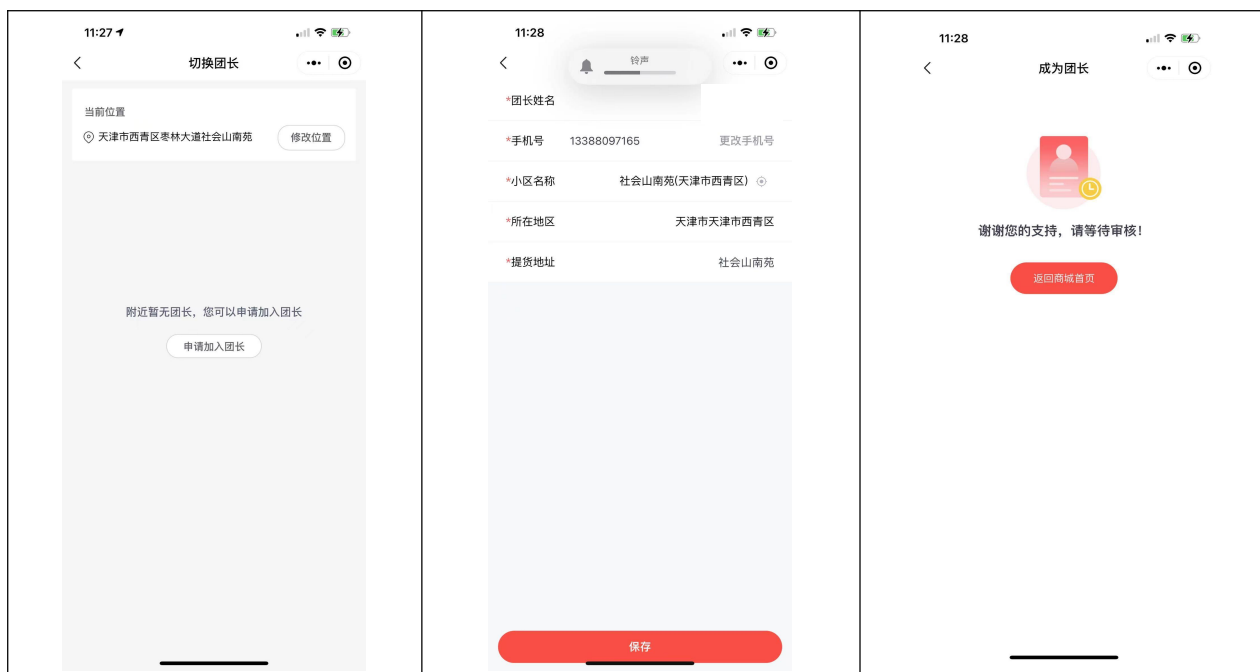 11:27
切换团长
当前位置
天津市西青区枣林大道社会山南苑
修改位置
附近暂无团长，您可以申请加入团长
申请加入团长
11:28
铃声
*团长姓名
*手机号 13388097165 更改手机号
*小区名称 社会山南苑(天津市西青区)
*所在地区 天津市天津市西青区
*提货地址 社会山南苑
保存
11:28
成为团长
谢谢您的支持，请等待审核！
返回商城首页